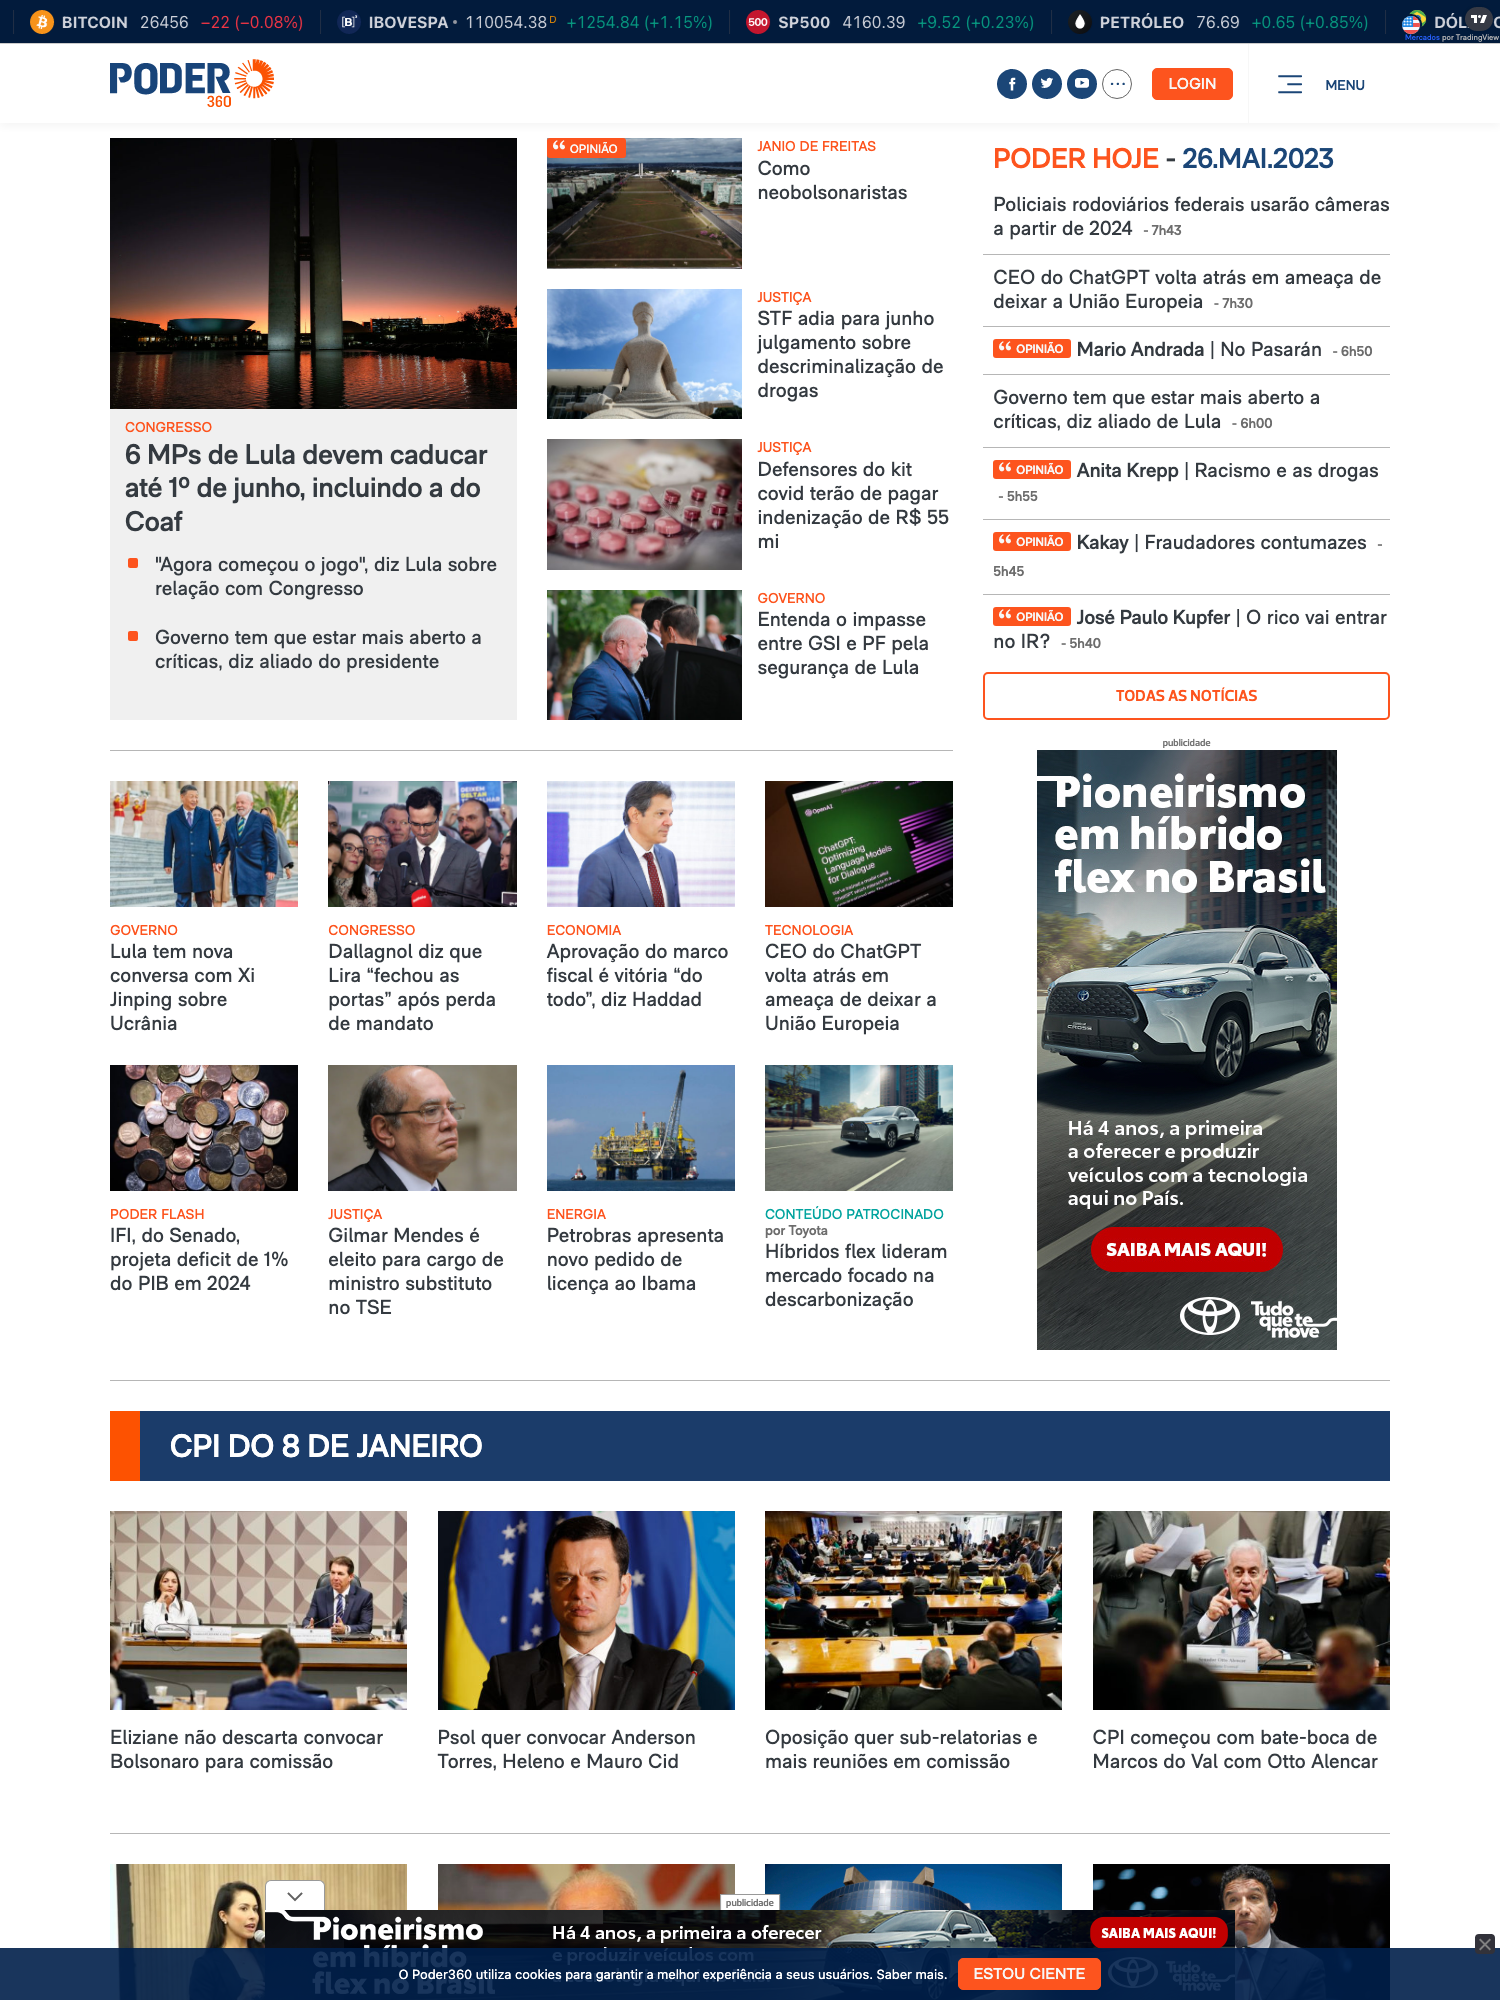 BITCOIN 26456 −22 (−0.08%)
IBOVESPA 110054.38 D +1254.84 (+1.15%)
500 SP500 4160.39 +9.52 (+0.23%)
PETRÓLEO 76.69 +0.65 (+0.85%)
Mercados por TradingView
PODER
360
LOGIN
MENU
OPINIÃO
JANIO DE FREITAS
Como
neobolsonaristas
JUSTIÇA
STF adia para junho
julgamento sobre
descriminalização de
drogas
JUSTIÇA
Defensores do kit
covid terão de pagar
indenização de R$ 55
mi
GOVERNO
Entenda o impasse
entre GSI e PF pela
segurança de Lula
CONGRESSO
6 MPs de Lula devem caducar
até 1º de junho, incluindo a do
Coaf
"Agora começou o jogo", diz Lula sobre
relação com Congresso
Governo tem que estar mais aberto a
críticas, diz aliado do presidente
PODER HOJE - 26.MAI.2023
Policiais rodoviários federais usarão câmeras
a partir de 2024 - 7h43
CEO do ChatGPT volta atrás em ameaça de
deixar a União Europeia - 7h30
OPINIÃO Mario Andrada | No Pasarán - 6h50
Governo tem que estar mais aberto a
críticas, diz aliado de Lula - 6h00
OPINIÃO Anita Krepp | Racismo e as drogas
- 5h55
OPINIÃO Kakay | Fraudadores contumazes -
5h45
OPINIÃO José Paulo Kupfer | O rico vai entrar
no IR? - 5h40
TODAS AS NOTÍCIAS
publicidade
Pioneirismo
em híbrido
flex no Brasil
CROSS
Há 4 anos, a primeira
a oferecer e produzir
veículos com a tecnologia
aqui no País.
SAIBA MAIS AQUI!
Tudo
que te
move
GOVERNO
Lula tem nova
conversa com Xi
Jinping sobre
Ucrânia
CONGRESSO
Dallagnol diz que
Lira “fechou as
portas” após perda
de mandato
ECONOMIA
Aprovação do marco
fiscal é vitória “do
todo”, diz Haddad
OpenAI
ChatGPT:
Optimizing
Language Models
for Dialogue
TECNOLOGIA
CEO do ChatGPT
volta atrás em
ameaça de deixar a
União Europeia
PODER FLASH
IFI, do Senado,
projeta deficit de 1%
do PIB em 2024
JUSTIÇA
Gilmar Mendes é
eleito para cargo de
ministro substituto
no TSE
ENERGIA
Petrobras apresenta
novo pedido de
licença ao Ibama
CONTEÚDO PATROCINADO
por Toyota
Híbridos flex lideram
mercado focado na
descarbonização
CPI DO 8 DE JANEIRO
Eliziane não descarta convocar
Bolsonaro para comissão
Psol quer convocar Anderson
Torres, Heleno e Mauro Cid
Oposição quer sub-relatorias e
mais reuniões em comissão
CPI começou com bate-boca de
Marcos do Val com Otto Alencar
publicidade
Pioneirismo
em híbrido
flex no Brasil
Há 4 anos, a primeira a oferecer
e produzir veículos com
SAIBA MAIS AQUI!
Tudo
que te
move
O Poder360 utiliza cookies para garantir a melhor experiência a seus usuários. Saber mais.
ESTOU CIENTE